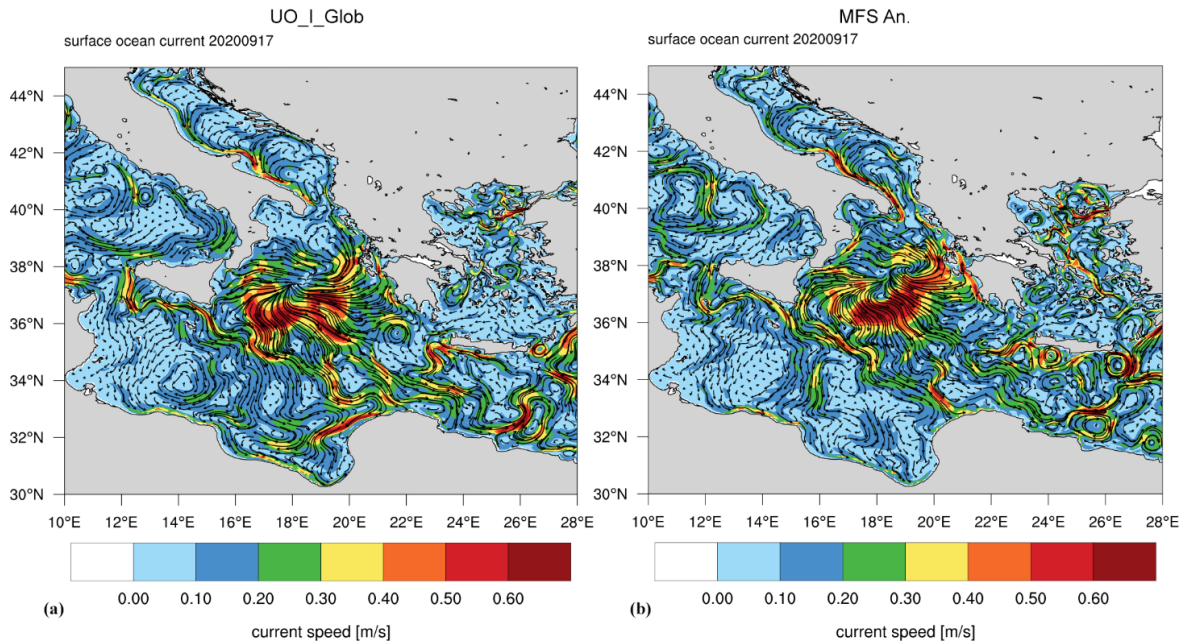 UO_I_Glob
surface ocean current 20200917
44°N
42°N
40°N
38°N
36°N
34°N
32°N
30°N
10°E 12°E 14°E 16°E 18°E 20°E 22°E 24°E 26°E 28°E
0.00 0.10 0.20 0.30 0.40 0.50 0.60
(a)
current speed [m/s]
MFS An.
surface ocean current 20200917
44°N
42°N
40°N
38°N
36°N
34°N
32°N
30°N
10°E 12°E 14°E 16°E 18°E 20°E 22°E 24°E 26°E 28°E
0.00 0.10 0.20 0.30 0.40 0.50 0.60
(b)
current speed [m/s]